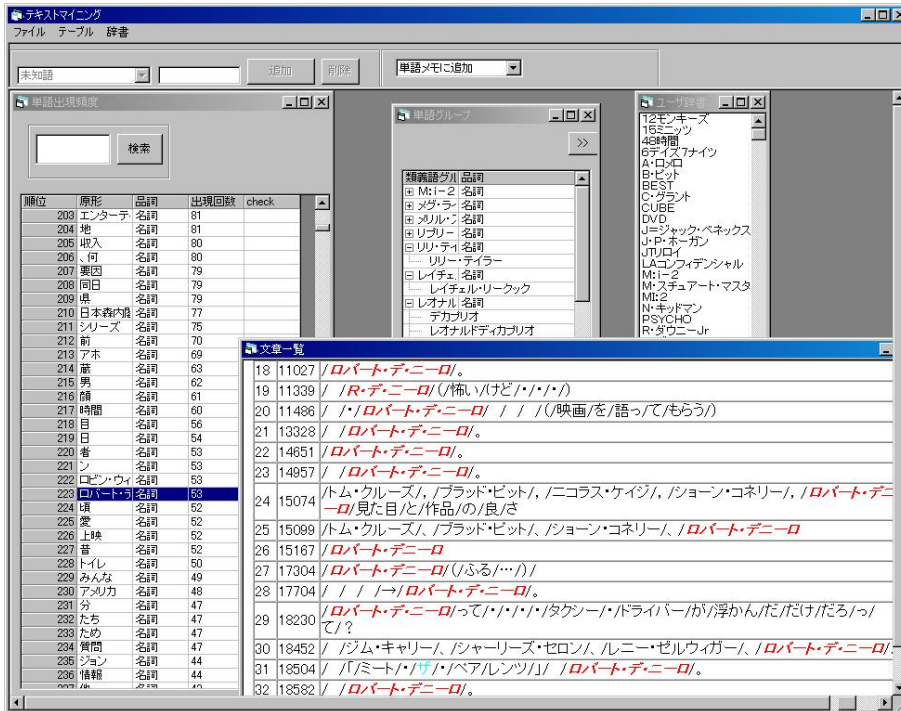 テキストマイニング
ファイル テーブル 辞書
未知語
追加
削除
単語メモに追加
単語出現頻度
検索
順位 原形 品詞 出現回数 check
203 エンターテ 名詞 81
204 地 名詞 81
205 収入 名詞 80
206 、何 名詞 80
207 要因 名詞 79
208 同日 名詞 79
209 県 名詞 79
210 日本森内閣 名詞 77
211 シリーズ 名詞 75
212 前 名詞 70
213 アホ 名詞 69
214 蔵 名詞 63
215 男 名詞 62
216 顔 名詞 61
217 時間 名詞 60
218 目 名詞 56
219 日 名詞 54
220 者 名詞 53
221 ン 名詞 53
222 ロビン・ウィ 名詞 53
223 ロバート・デ 名詞 53
224 頃 名詞 52
225 愛 名詞 52
226 上映 名詞 52
227 昔 名詞 52
228 トイレ 名詞 50
229 みんな 名詞 49
230 アメリカ 名詞 48
231 分 名詞 47
232 たち 名詞 47
233 ため 名詞 47
234 質問 名詞 47
235 ジョン 名詞 44
236 情報 名詞 44
単語グループ
>>
類義語グル 品詞
M:i－2 名詞
メグ・ラ 名詞
メリル・ 名詞
リブリー 名詞
リリ・ティ 名詞
リリー・テイラー
レイチェ 名詞
レイチェル・リークック
レオナル 名詞
デカプリオ
レオナルドディカプリオ
ユーザ辞書
12モンキーズ
15ミニッツ
48時間
6デイズ7ナイツ
A・ロメロ
B・ピット
BEST
C・グラント
CUBE
DVD
J=ジャック・ベネックス
J・P・ホーガン
JTリロイ
LAコンフィデンシャル
M:i－2
M・スチュアート・マスタ
MI:2
N・キッドマン
PSYCHO
R・ダウニーJr
文章一覧
18 11027 /ロバート・デ・ニーロ/。
19 11339 / /R・デ・ニーロ/(/怖い/けど/・/・/・/)
20 11486 / /・/ロバート・デ・ニーロ/ / / /(/映画/を/語っ/て/もらう/)
21 13328 / /ロバート・デ・ニーロ/。
22 14651 /ロバート・デ・ニーロ/。
23 14957 / /ロバート・デ・ニーロ/。
24 15074 /トム・クルーズ/, /ブラッド・ピット/, /ニコラス・ケイジ/, /ショーン・コネリー/, /ロバート・デ・ニ
ーロ/見た目/と/作品/の/良/さ
25 15099 /トム・クルーズ/、/ブラッド・ピット/、/ショーン・コネリー/、/ロバート・デ・ニーロ
26 15167 /ロバート・デニーロ
27 17304 /ロバート・デ・ニーロ/(/ふる/…/)/
28 17704 / / / /→/ロバート・デ・ニーロ/。
29 18230 /ロバート・デ・ニーロ/って/・/・/・/・/タクシー/・/ドライバー/が/浮かん/だ/だけ/だろ/っ/
て/？
30 18452 / /ジム・キャリー/、/シャーリーズ・セロン/、/レニー・ゼルウィガー/、/ロバート・デ・ニーロ/
31 18504 / /「/ミート/・/ザ/・/ペア/レンツ/」/ /ロバート・デ・ニーロ/。
32 18582 / /ロバート・デ・ニーロ/。